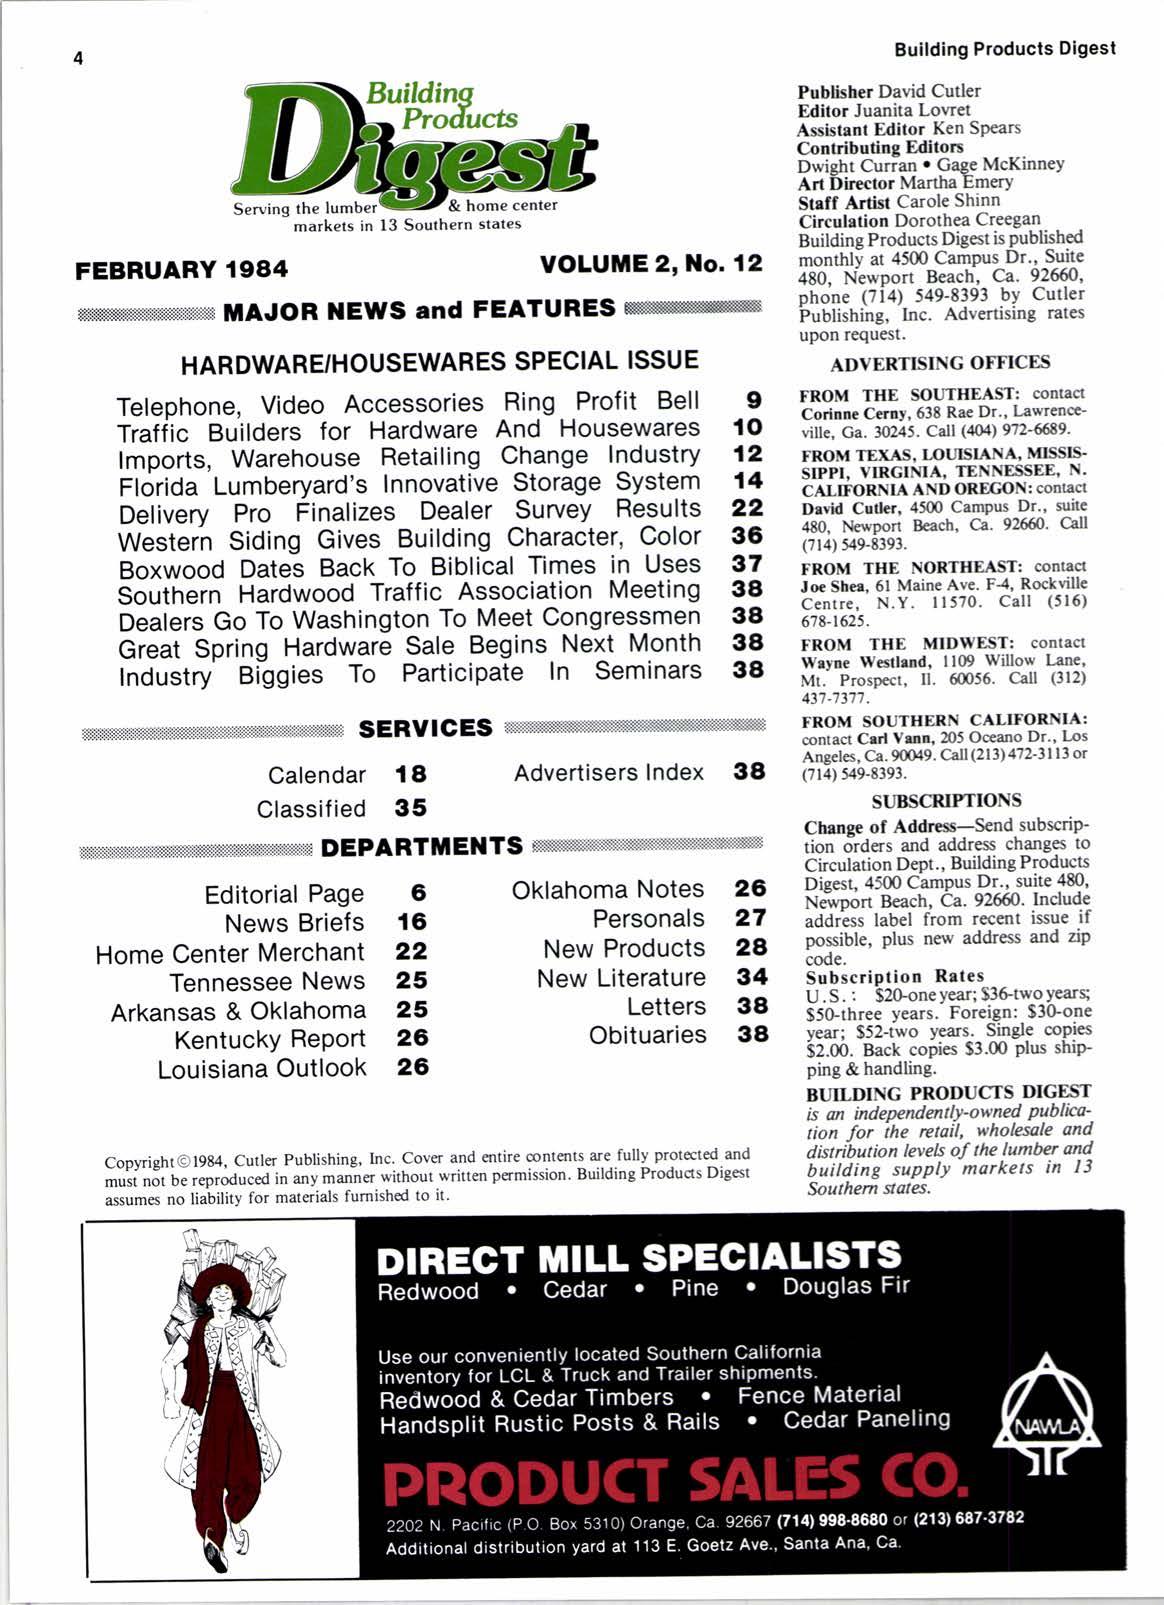 4
Building Products Digest
Building
Products
Digest
Serving the lumber & home center
markets in 13 Southern states
FEBRUARY 1984
VOLUME 2, No. 12
MAJOR NEWS and FEATURES
HARDWARE/HOUSEWARES SPECIAL ISSUE
Telephone, Video Accessories Ring Profit Bell 9
Traffic Builders for Hardware And Housewares 10
Imports, Warehouse Retailing Change Industry 12
Florida Lumberyard's Innovative Storage System 14
Delivery Pro Finalizes Dealer Survey Results 22
Western Siding Gives Building Character, Color 36
Boxwood Dates Back To Biblical Times in Uses 37
Southern Hardwood Traffic Association Meeting 38
Dealers Go To Washington To Meet Congressmen 38
Great Spring Hardware Sale Begins Next Month 38
Industry Biggies To Participate In Seminars 38
SERVICES
Calendar 18
Classified 35
Advertisers Index 38
DEPARTMENTS
Editorial Page 6
News Briefs 16
Home Center Merchant 22
Tennessee News 25
Arkansas & Oklahoma 25
Kentucky Report 26
Louisiana Outlook 26
Oklahoma Notes 26
Personals 27
New Products 28
New Literature 34
Letters 38
Obituaries 38
Copyright©1984, Cutler Publishing, Inc. Cover and entire contents are fully protected and
must not be reproduced in any manner without written permission. Building Products Digest
assumes no liability for materials furnished to it.
Publisher David Cutler
Editor Juanita Lovret
Assistant Editor Ken Spears
Contributing Editors
Dwight Curran • Gage McKinney
Art Director Martha Emery
Staff Artist Carole Shinn
Circulation Dorothea Creegan
Building Products Digest is published
monthly at 4500 Campus Dr., Suite
480, Newport Beach, Ca. 92660,
phone (714) 549-8393 by Cutler
Publishing, Inc. Advertising rates
upon request.
ADVERTISING OFFICES
FROM THE SOUTHEAST: contact
Corinne Cerny, 638 Rae Dr., Lawrence-
ville, Ga. 30245. Call (404) 972-6689.
FROM TEXAS, LOUISIANA, MISSIS-
SIPPI, VIRGINIA, TENNESSEE, N.
CALIFORNIA AND OREGON: contact
David Cutler, 4500 Campus Dr., suite
480, Newport Beach, Ca. 92660. Call
(714) 549-8393.
FROM THE NORTHEAST: contact
Joe Shea, 61 Maine Ave. F-4, Rockville
Centre, N.Y. 11570. Call (516)
678-1625.
FROM THE MIDWEST: contact
Wayne Westland, 1109 Willow Lane,
Mt. Prospect, Il. 60056. Call (312)
437-7377.
FROM SOUTHERN CALIFORNIA:
contact Carl Vann, 205 Oceano Dr., Los
Angeles, Ca. 90049. Call (213) 472-3113 or
(714) 549-8393.
SUBSCRIPTIONS
Change of Address—Send subscrip-
tion orders and address changes to
Circulation Dept., Building Products
Digest, 4500 Campus Dr., suite 480,
Newport Beach, Ca. 92660. Include
address label from recent issue if
possible, plus new address and zip
code.
Subscription Rates
U.S.: $20-one year; $36-two years;
$50-three years. Foreign: $30-one
year; $52-two years. Single copies
$2.00. Back copies $3.00 plus ship-
ping & handling.
BUILDING PRODUCTS DIGEST
is an independently-owned publica-
tion for the retail, wholesale and
distribution levels of the lumber and
building supply markets in 13
Southern states.
DIRECT MILL SPECIALISTS
Redwood • Cedar • Pine • Douglas Fir
Use our conveniently located Southern California
inventory for LCL & Truck and Trailer shipments.
Redwood & Cedar Timbers • Fence Material
Handsplit Rustic Posts & Rails • Cedar Paneling
NAWLA
PRODUCT SALES CO.
2202 N. Pacific (P.O. Box 5310) Orange, Ca. 92667 (714) 998-8680 or (213) 687-3782
Additional distribution yard at 113 E. Goetz Ave., Santa Ana, Ca.